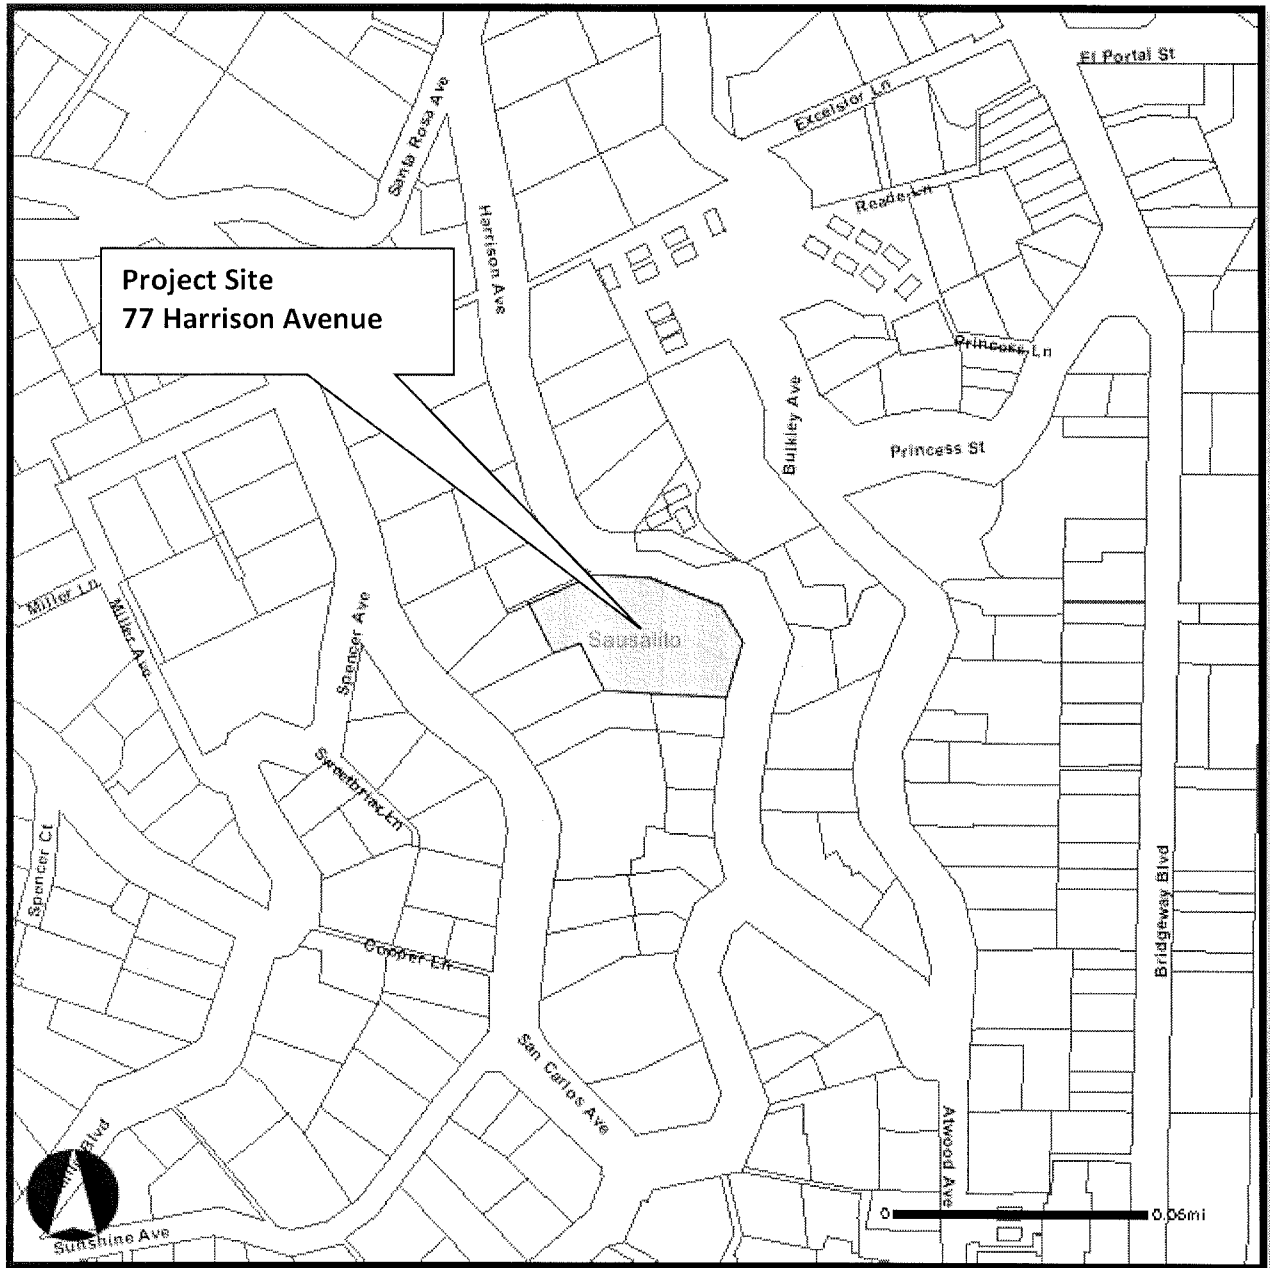 El Portal St
Excelsior Ln
Santa Rosa Ave
Reade Ln
Harrison Ave
Project Site
77 Harrison Avenue
Princess Ln
Bulkley Ave
Princess St
Miller Ln
Miller Ave
Spencer Ave
Sausalito
Sweetbriar Ln
Spencer Ct
Bridgeway Blvd
Cooper Ln
San Carlos Ave
Atwood Ave
Blvd
0
0.06mi
Sunshine Ave